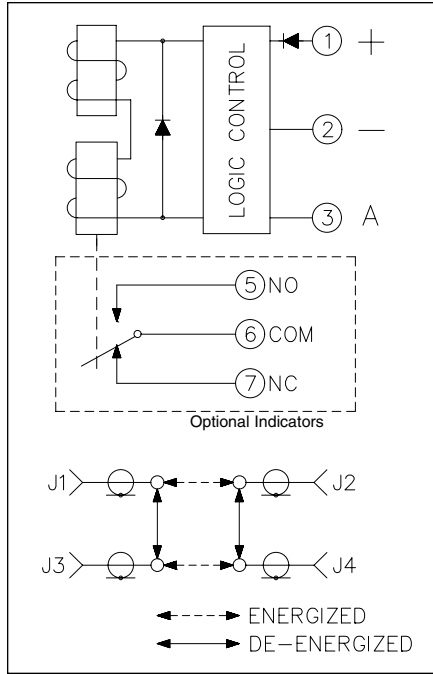 1 +
LOGIC CONTROL
2 —
3 A
5 NO
6 COM
7 NC
Optional Indicators
J1 J2
J3 J4
ENERGIZED
DE-ENERGIZED